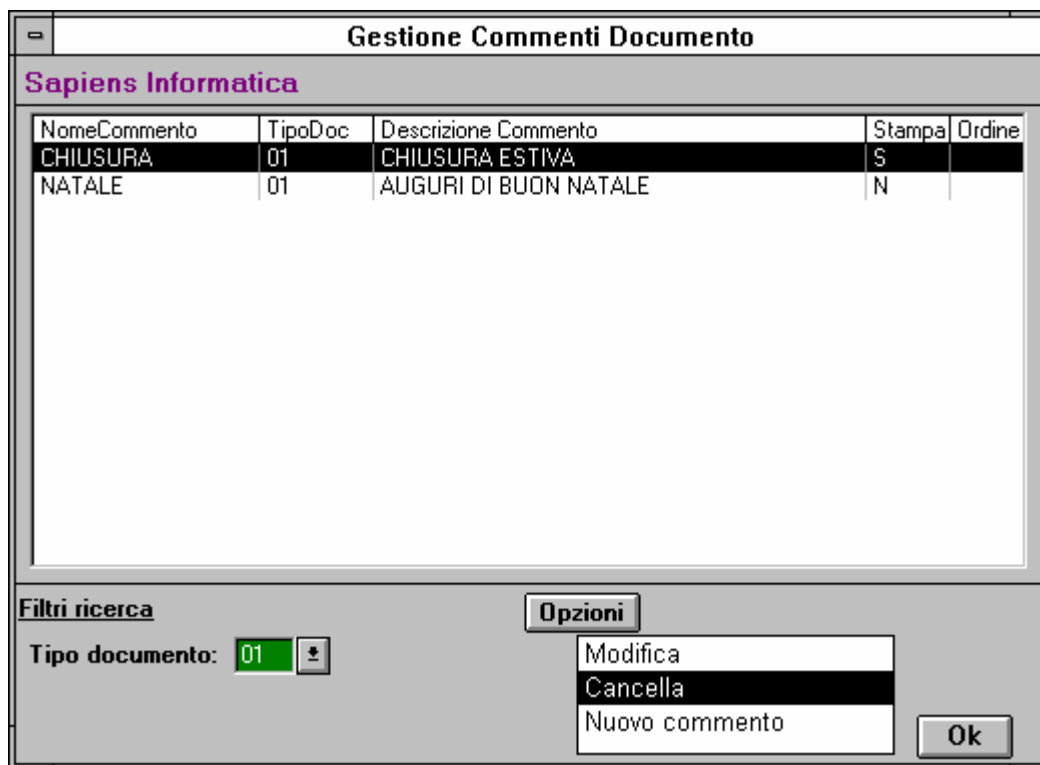 Gestione Commenti Documento
Sapiens Informatica
NomeCommento TipoDoc Descrizione Commento Stampa Ordine
CHIUSURA 01 CHIUSURA ESTIVA S
NATALE 01 AUGURI DI BUON NATALE N
Filtri ricerca Opzioni
Tipo documento: 01 Modifica
Cancella
Nuovo commento Ok